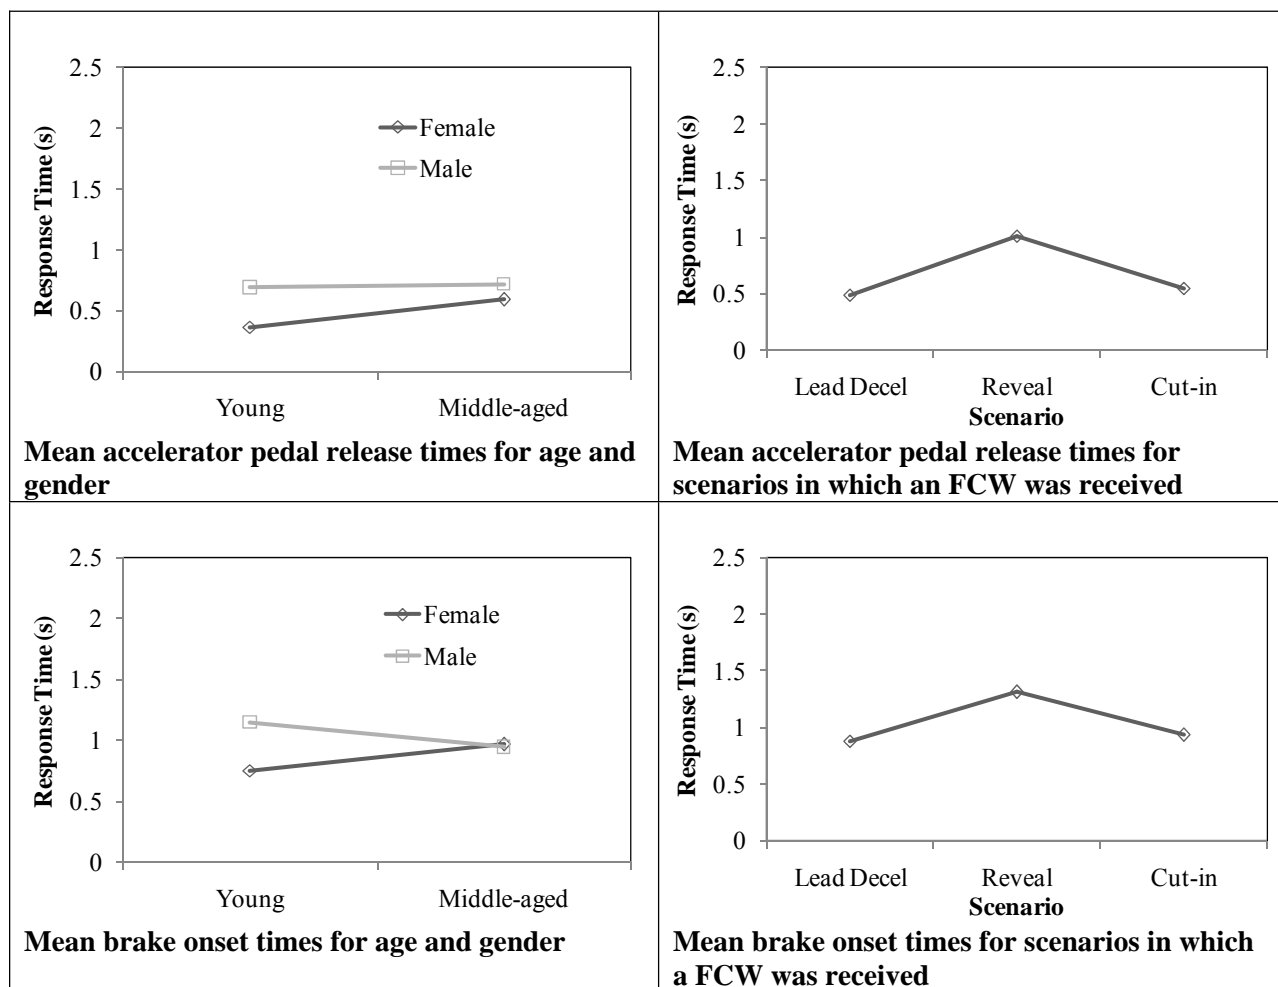 2.5
2
1.5
1
0.5
0
Response Time (s)
Female
Male
Young Middle-aged
Mean accelerator pedal release times for age and
gender
2.5
2
1.5
1
0.5
0
Response Time (s)
Lead Decel Reveal Cut-in
Scenario
Mean accelerator pedal release times for
scenarios in which an FCW was received
2.5
2
1.5
1
0.5
0
Response Time (s)
Female
Male
Young Middle-aged
Mean brake onset times for age and gender
2.5
2
1.5
1
0.5
0
Response Time (s)
Lead Decel Reveal Cut-in
Scenario
Mean brake onset times for scenarios in which
a FCW was received